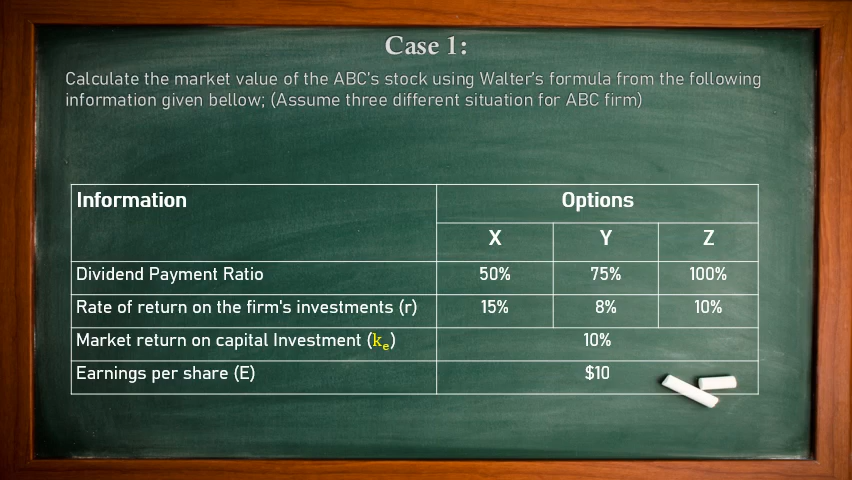 Case 1:
Calculate the market value of the ABC's stock using Walter's formula from the following
information given bellow; (Assume three different situation for ABC firm)
Information Options
X Y Z
Dividend Payment Ratio 50% 75% 100%
Rate of return on the firm's investments (r) 15% 8% 10%
Market return on capital Investment (ke) 10%
Earnings per share (E) $10